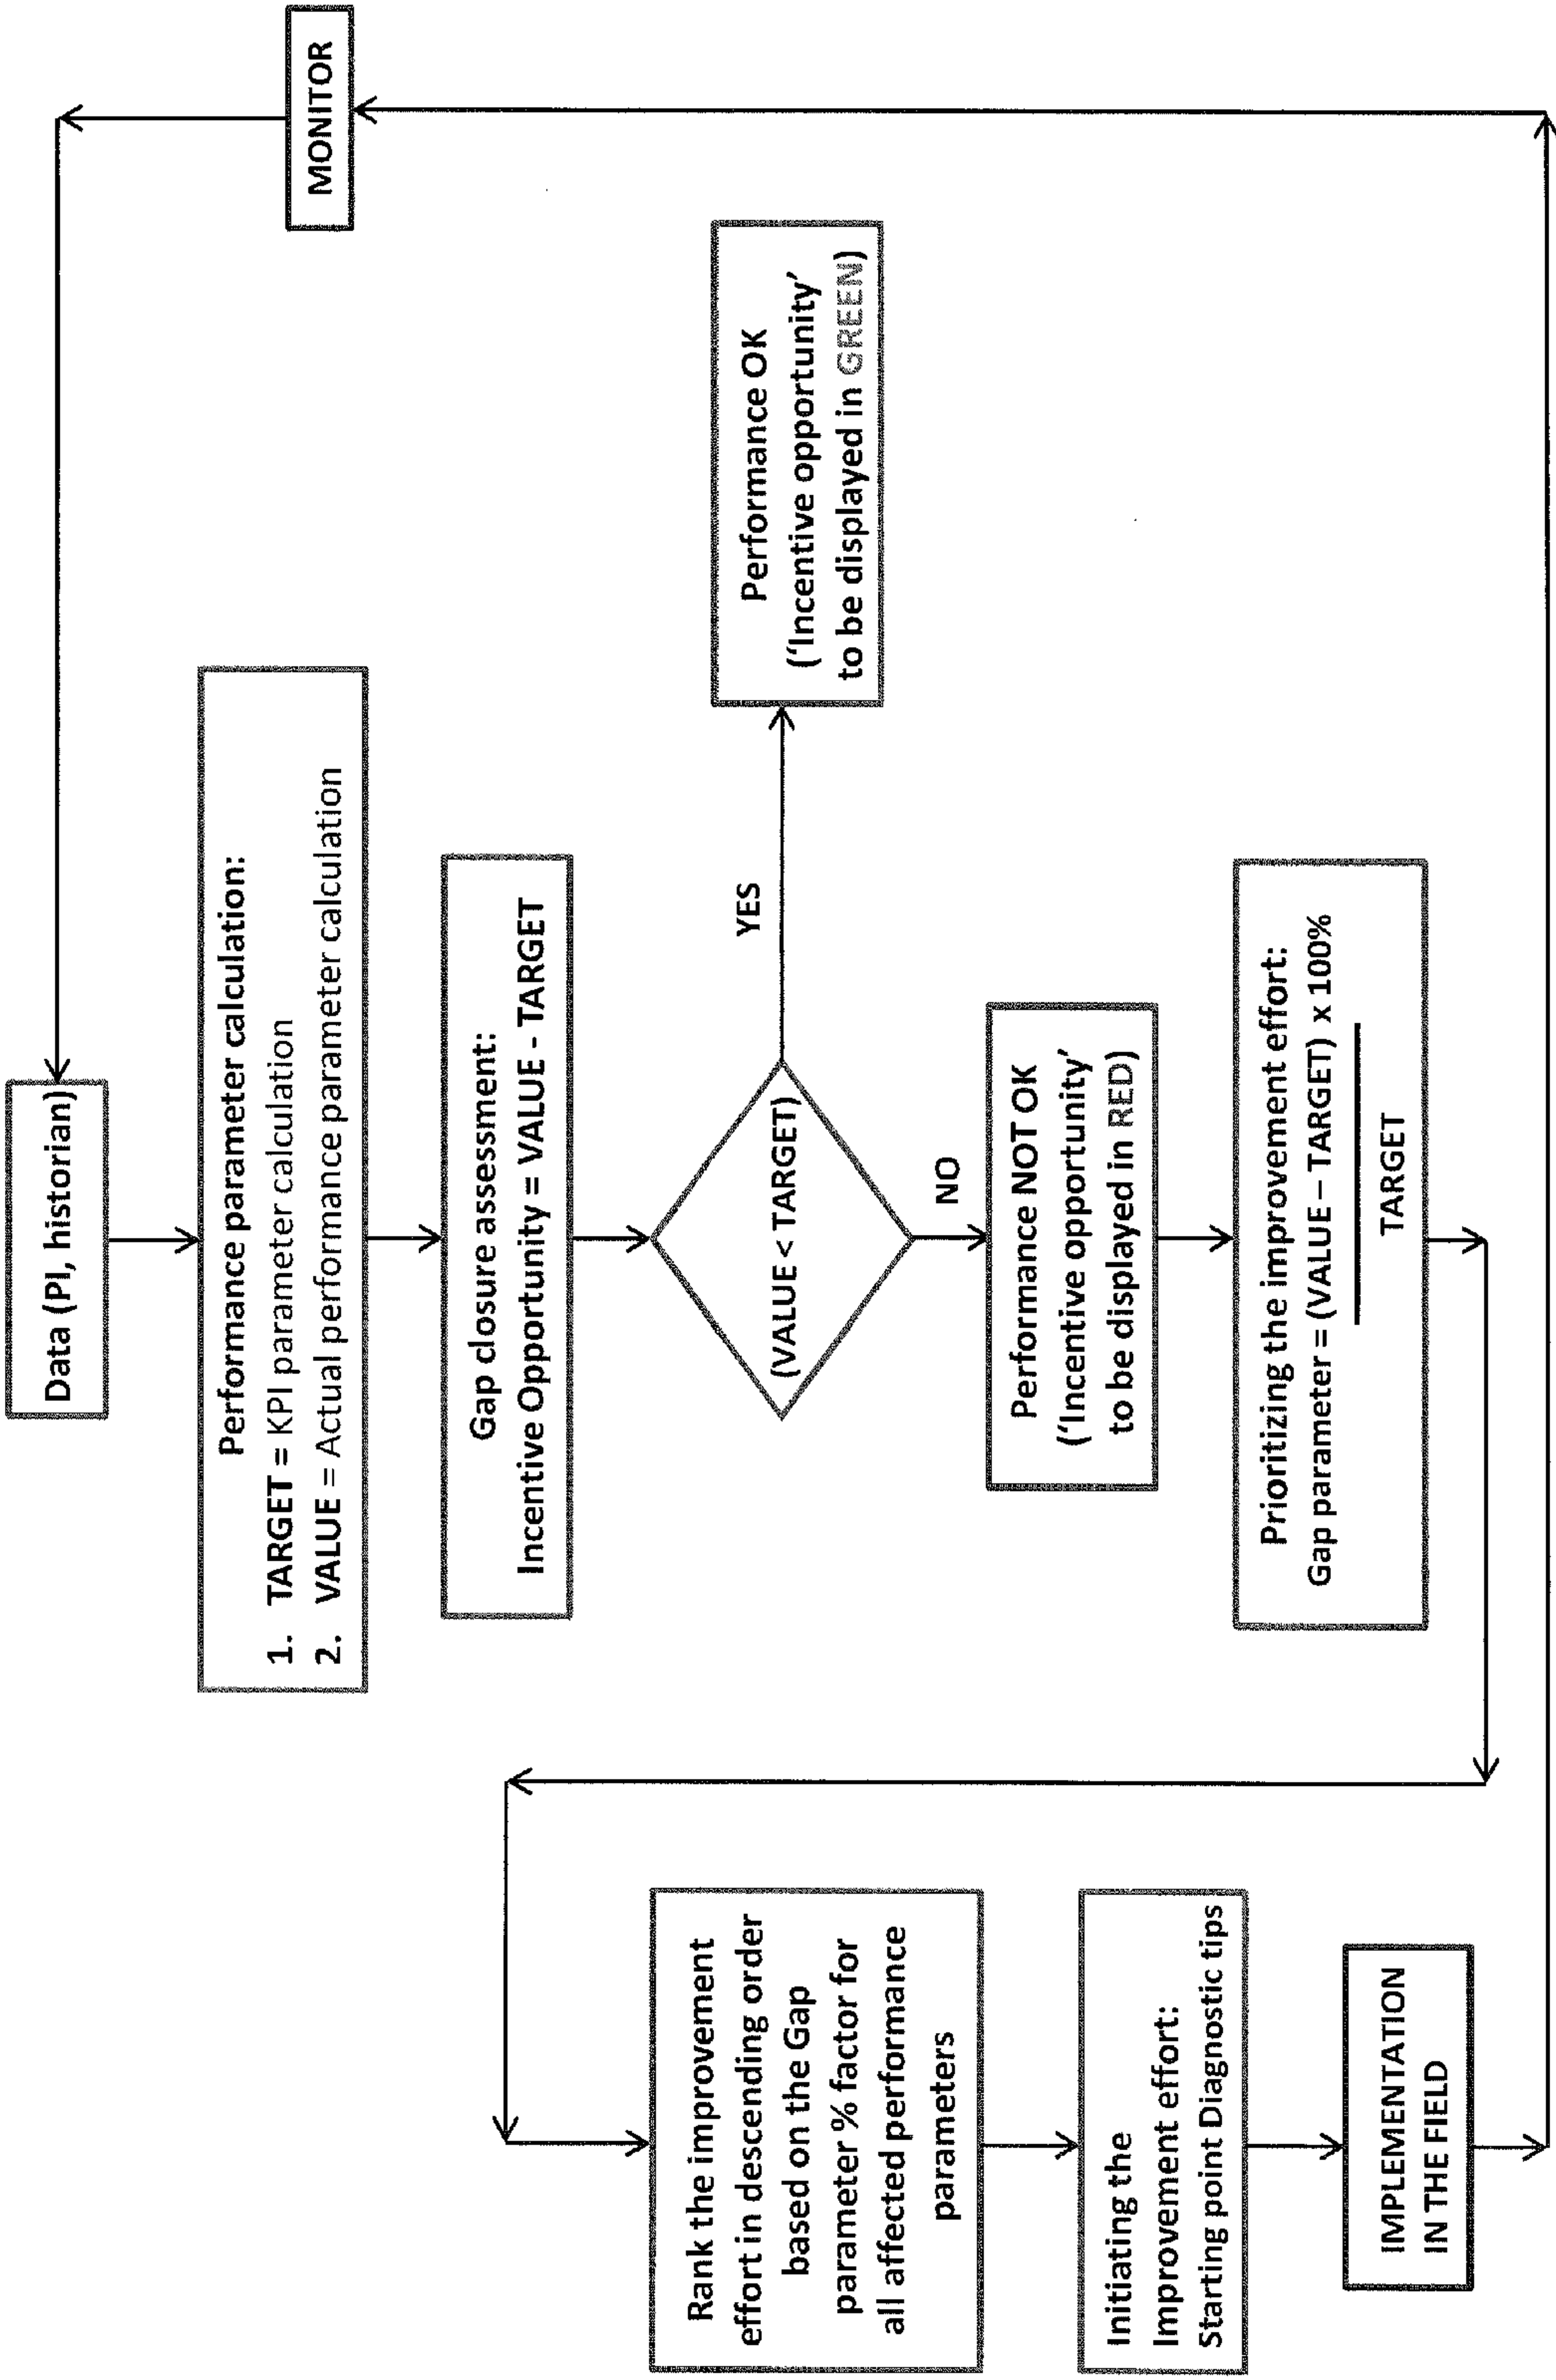 Data (PI, historian)
Performance parameter calculation:
1. TARGET = KPI parameter calculation
2. VALUE = Actual performance parameter calculation
Gap closure assessment:
Incentive Opportunity = VALUE - TARGET
(VALUE < TARGET)
YES
Performance OK
(‘Incentive opportunity’
to be displayed in GREEN)
NO
Performance NOT OK
(‘Incentive opportunity’
to be displayed in RED)
Prioritizing the improvement effort:
Gap parameter = (VALUE – TARGET) x 100%
TARGET
Rank the improvement
effort in descending order
based on the Gap
parameter % factor for
all affected performance
parameters
Initiating the
Improvement effort:
Starting point Diagnostic tips
IMPLEMENTATION
IN THE FIELD
MONITOR